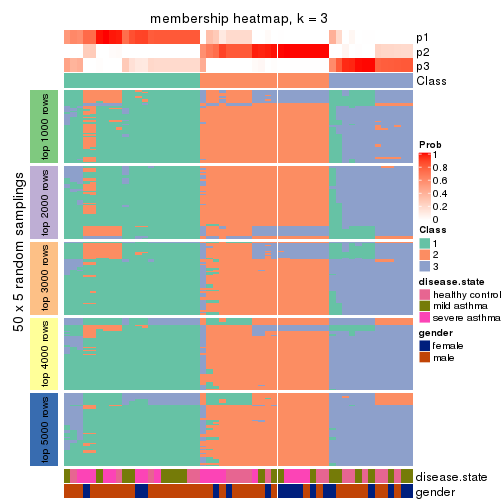 membership heatmap, k = 3
p1
p2
p3
Class
50 x 5 random samplings
top 1000 rows
top 2000 rows
top 3000 rows
top 4000 rows
top 5000 rows
Prob
1
0.8
0.6
0.4
0.2
0
Class
1
2
3
disease.state
healthy control
mild asthma
severe asthma
gender
female
male
disease.state
gender